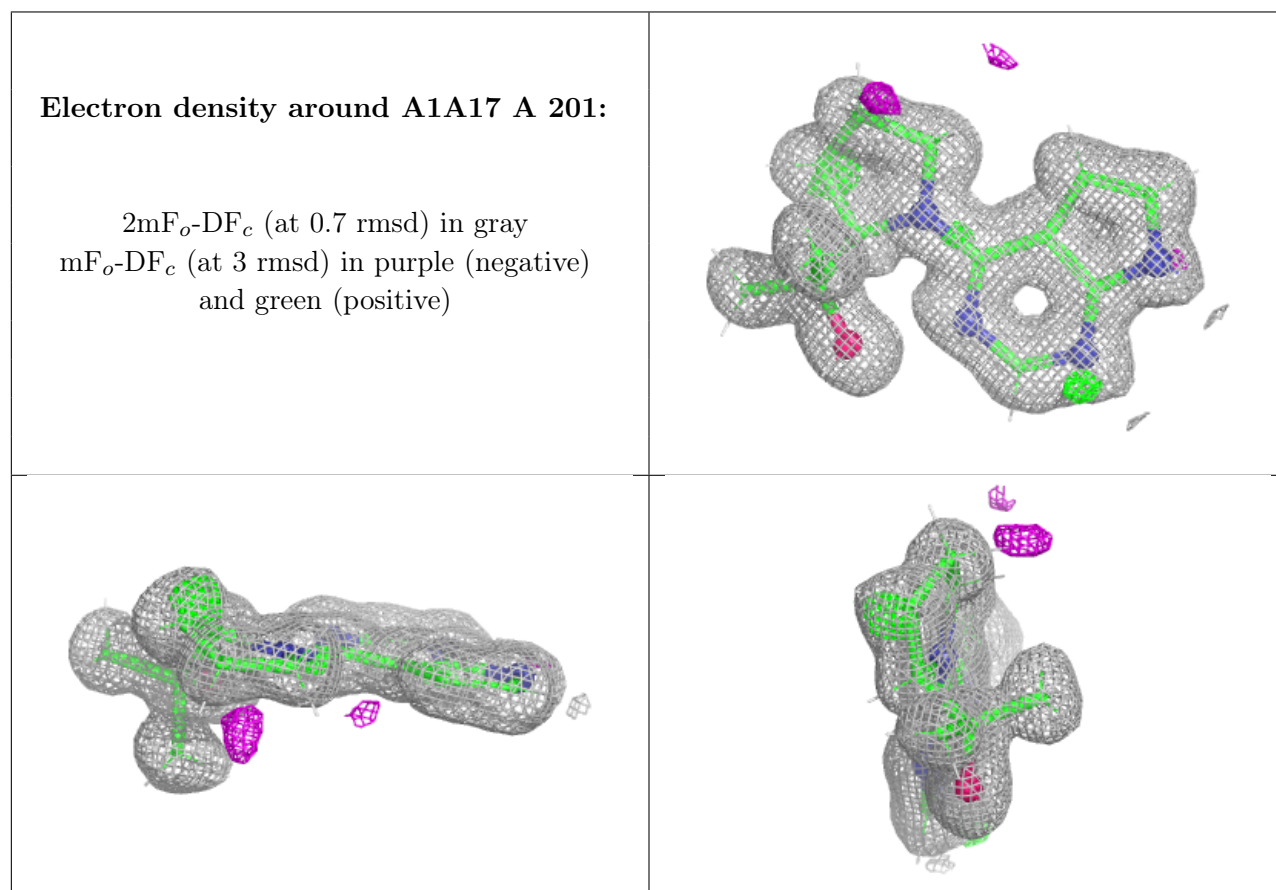 Electron density around A1A17 A 201:
2mFo-DFc (at 0.7 rmsd) in gray
mFo-DFc (at 3 rmsd) in purple (negative)
and green (positive)